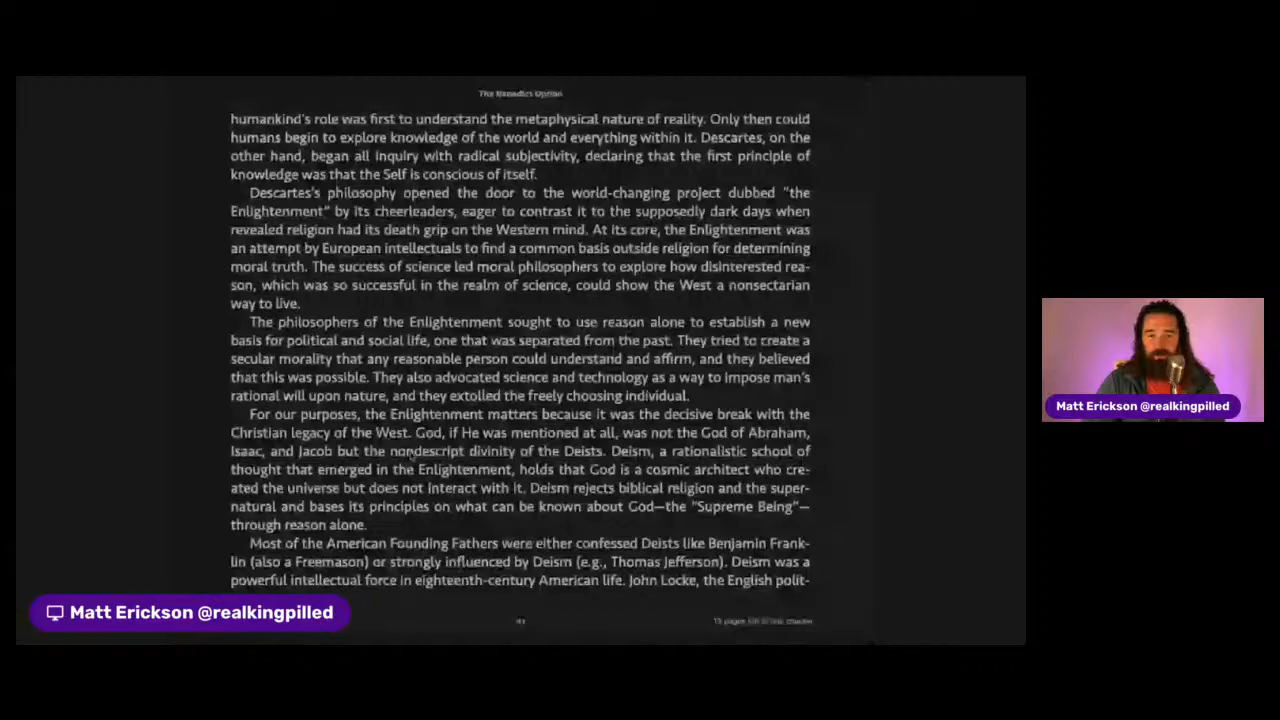 The Benedict Option
humankind's role was first to understand the metaphysical nature of reality. Only then could
humans begin to explore knowledge of the world and everything within it. Descartes, on the
other hand, began all inquiry with radical subjectivity, declaring that the first principle of
knowledge was that the Self is conscious of itself.
Descartes's philosophy opened the door to the world-changing project dubbed “the
Enlightenment” by its cheerleaders, eager to contrast it to the supposedly dark days when
revealed religion had its death grip on the Western mind. At its core, the Enlightenment was
an attempt by European intellectuals to find a common basis outside religion for determining
moral truth. The success of science led moral philosophers to explore how disinterested rea-
son, which was so successful in the realm of science, could show the West a nonsectarian
way to live.
The philosophers of the Enlightenment sought to use reason alone to establish a new
basis for political and social life, one that was separated from the past. They tried to create a
secular morality that any reasonable person could understand and affirm, and they believed
that this was possible. They also advocated science and technology as a way to impose man's
rational will upon nature, and they extolled the freely choosing individual.
For our purposes, the Enlightenment matters because it was the decisive break with the
Christian legacy of the West. God, if He was mentioned at all, was not the God of Abraham,
Isaac, and Jacob but the nondescript divinity of the Deists. Deism, a rationalistic school of
thought that emerged in the Enlightenment, holds that God is a cosmic architect who cre-
ated the universe but does not interact with it. Deism rejects biblical religion and the super-
natural and bases its principles on what can be known about God—the “Supreme Being”—
through reason alone.
Most of the American Founding Fathers were either confessed Deists like Benjamin Frank-
lin (also a Freemason) or strongly influenced by Deism (e.g., Thomas Jefferson). Deism was a
powerful intellectual force in eighteenth-century American life. John Locke, the English polit-
13 pages
Matt Erickson @realkingpilled
Matt Erickson @realkingpilled